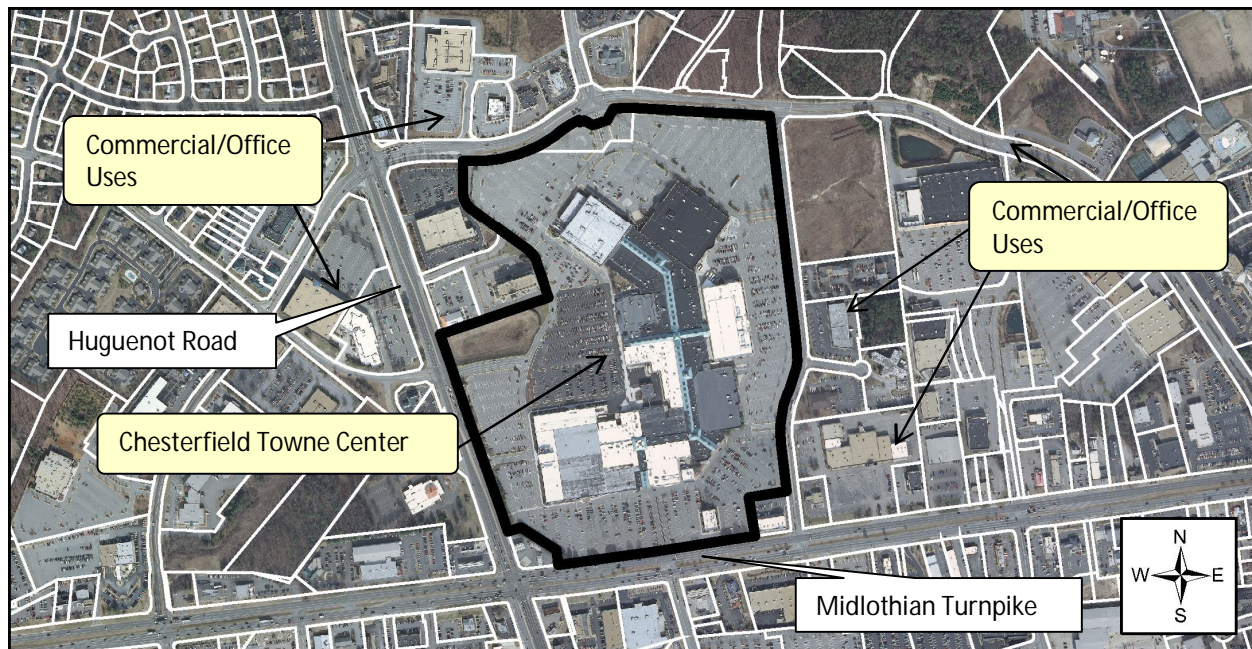 Commercial/Office
Uses
Commercial/Office
Uses
Huguenot Road
Chesterfield Towne Center
Midlothian Turnpike
N
W E
S